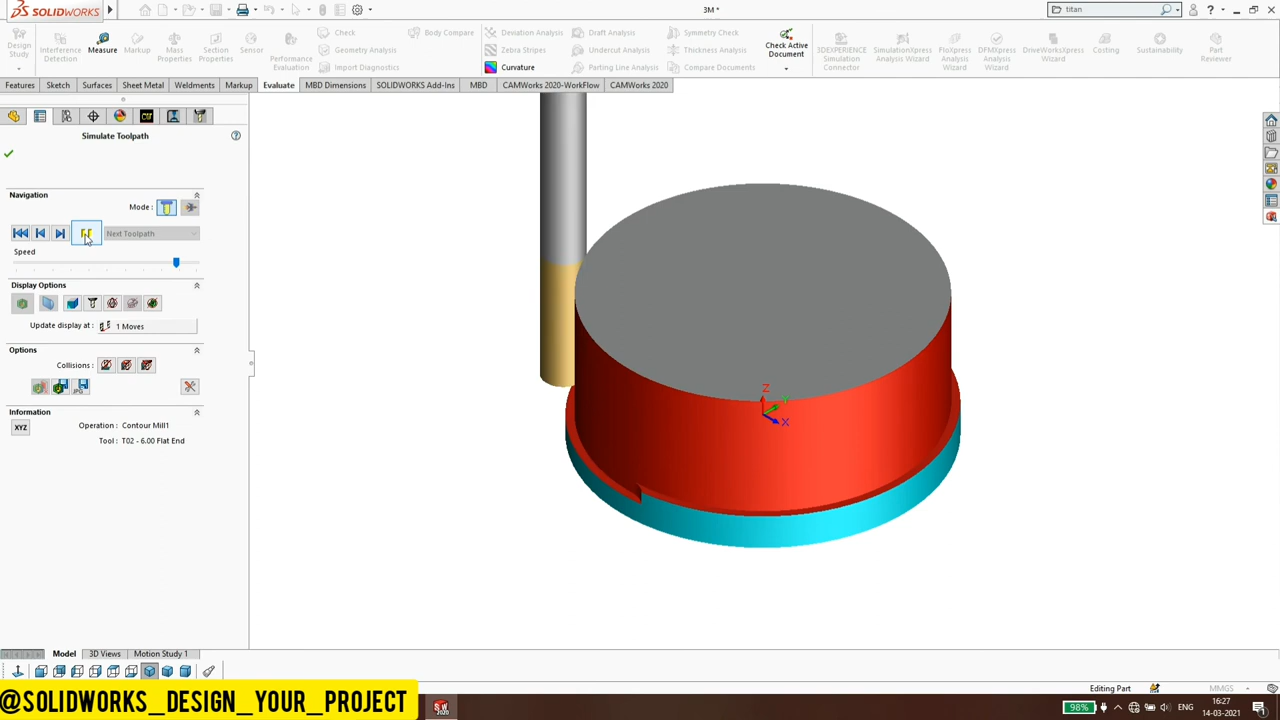 SOLIDWORKS
3M *
titan
Design Study
Interference Detection
Measure
Markup
Mass Properties
Section Properties
Sensor
Performance Evaluation
Check
Geometry Analysis
Import Diagnostics
Body Compare
Deviation Analysis
Zebra Stripes
Curvature
Draft Analysis
Undercut Analysis
Parting Line Analysis
Symmetry Check
Thickness Analysis
Compare Documents
Check Active Document
3DEXPERIENCE Simulation Connector
SimulationXpress Analysis Wizard
FloXpress Analysis Wizard
DFMXpress Analysis Wizard
DriveWorksXpress Wizard
Costing
Sustainability
Part Reviewer
Features Sketch Surfaces Sheet Metal Weldments Markup Evaluate MBD Dimensions SOLIDWORKS Add-Ins MBD CAMWorks 2020-WorkFlow CAMWorks 2020
Simulate Toolpath
Navigation
Mode :
Next Toolpath
Speed
Display Options
Update display at : 1 Moves
Options
Collisions :
JPG
Information
XYZ
Operation : Contour Mill1
Tool : T02 - 6.00 Flat End
Z
Y
X
Model 3D Views Motion Study 1
Editing Part MMGS
@SOLIDWORKS_DESIGN_YOUR_PROJECT
SW 2020
98%
ENG
16:27
14-03-2021